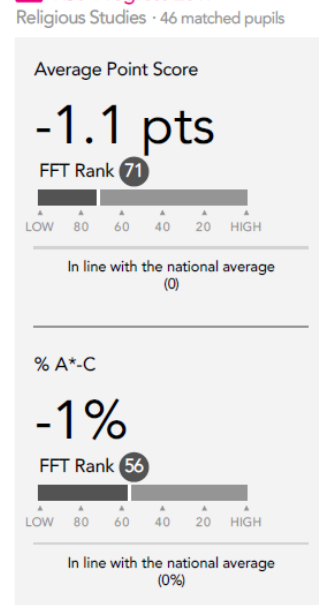 Religious Studies · 46 matched pupils
Average Point Score
-1.1 pts
FFT Rank 71
LOW 80 60 40 20 HIGH
In line with the national average
(0)
% A*-C
-1%
FFT Rank 56
LOW 80 60 40 20 HIGH
In line with the national average
(0%)